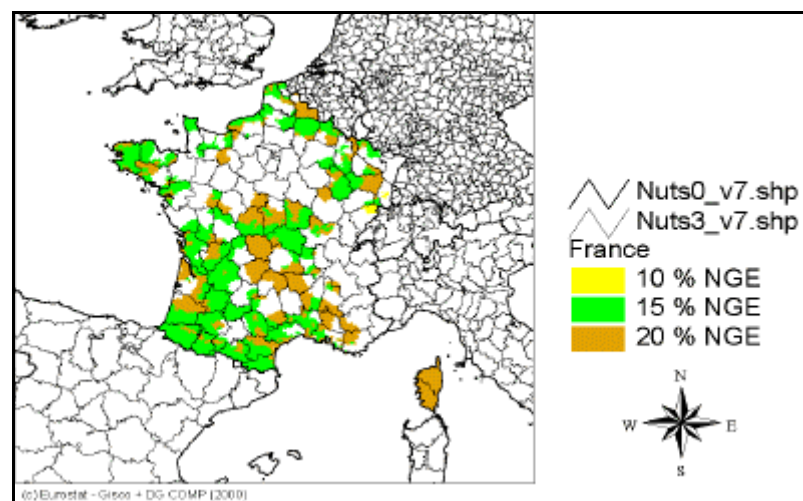 Nuts0_v7.shp
Nuts3_v7.shp
France
10 % NGE
15 % NGE
20 % NGE
N
W E
S
(c) Eurostat - Gisco + DG COMP (2000)